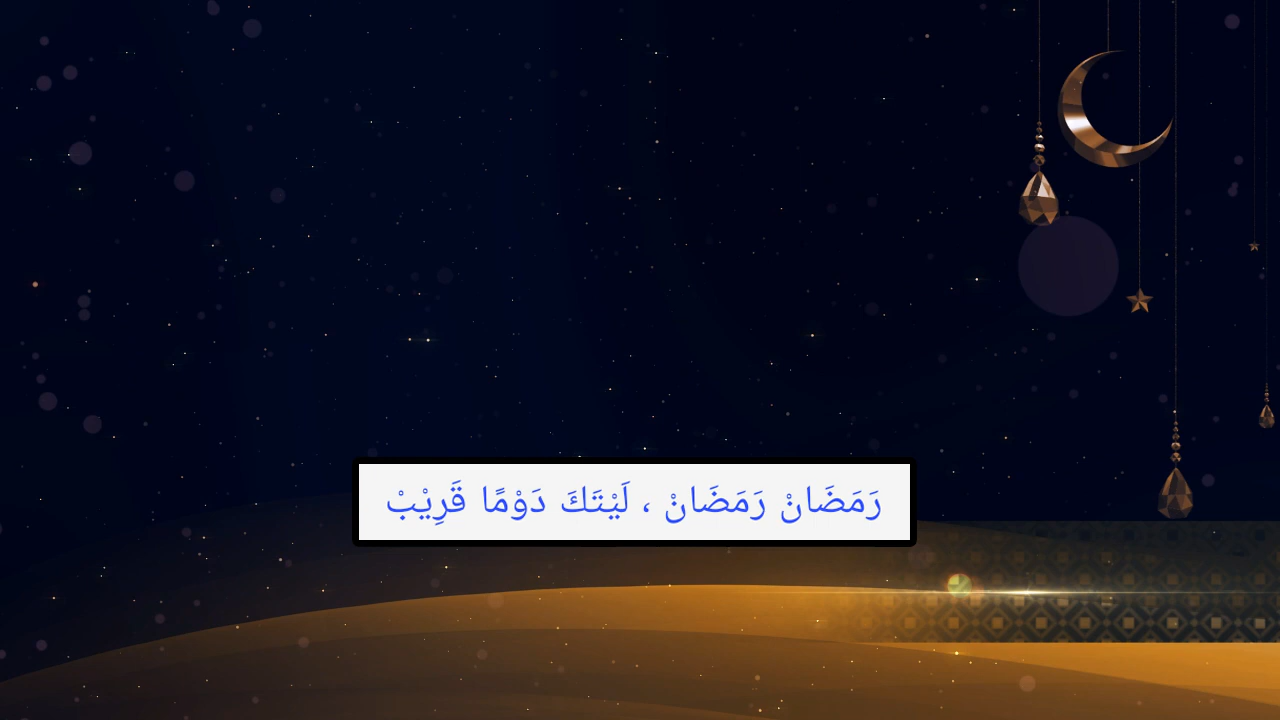 رَمَضَانْ رَمَضَانْ ، لَيْتَكَ دَوْمًا قَرِيْبْ